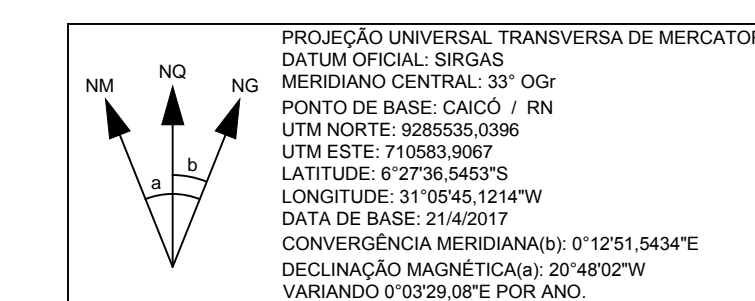 PROJEÇÃO UNIVERSAL TRANSVERSA DE MERCATOR
DATUM OFICIAL: SIRGAS
MERIDIANO CENTRAL: 33° OGr
PONTO DE BASE: CAICÓ / RN
UTM NORTE: 9285535,0396
UTM ESTE: 710583,9067
LATITUDE: 6°27'36,5453"S
LONGITUDE: 31°05'45,1214"W
DATA DE BASE: 21/4/2017
CONVERGÊNCIA MERIDIANA(b): 0°12'51,5434"E
DECLINAÇÃO MAGNÉTICA(a): 20°48'02"W
VARIANDO 0°03'29,08"E POR ANO.
NM
NQ
NG
a
b